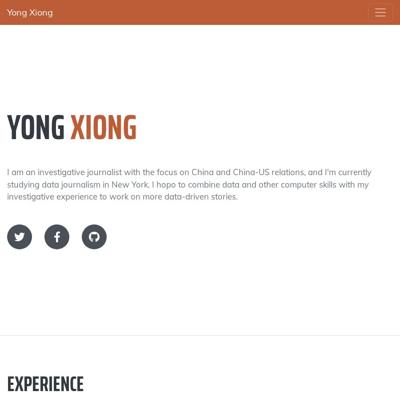 Yong Xiong
YONG XIONG
I am an investigative journalist with the focus on China and China-US relations, and I'm currently
studying data journalism in New York. I hopo to combine data and other computer skills with my
investigative experience to work on more data-driven stories.
EXPERIENCE